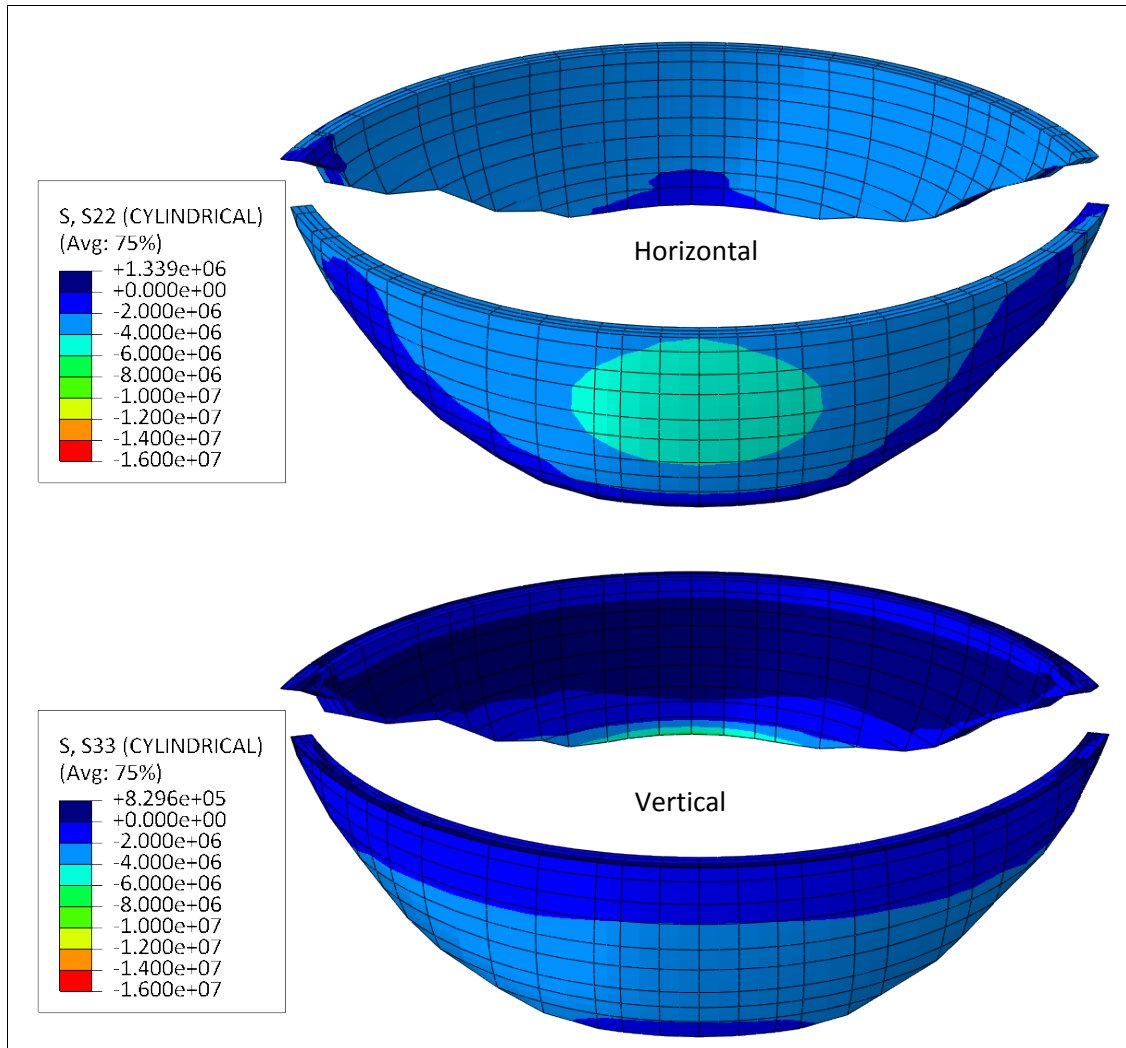 Horizontal
S, S22 (CYLINDRICAL)
(Avg: 75%)
+1.339e+06
+0.000e+00
-2.000e+06
-4.000e+06
-6.000e+06
-8.000e+06
-1.000e+07
-1.200e+07
-1.400e+07
-1.600e+07
Vertical
S, S33 (CYLINDRICAL)
(Avg: 75%)
+8.296e+05
+0.000e+00
-2.000e+06
-4.000e+06
-6.000e+06
-8.000e+06
-1.000e+07
-1.200e+07
-1.400e+07
-1.600e+07